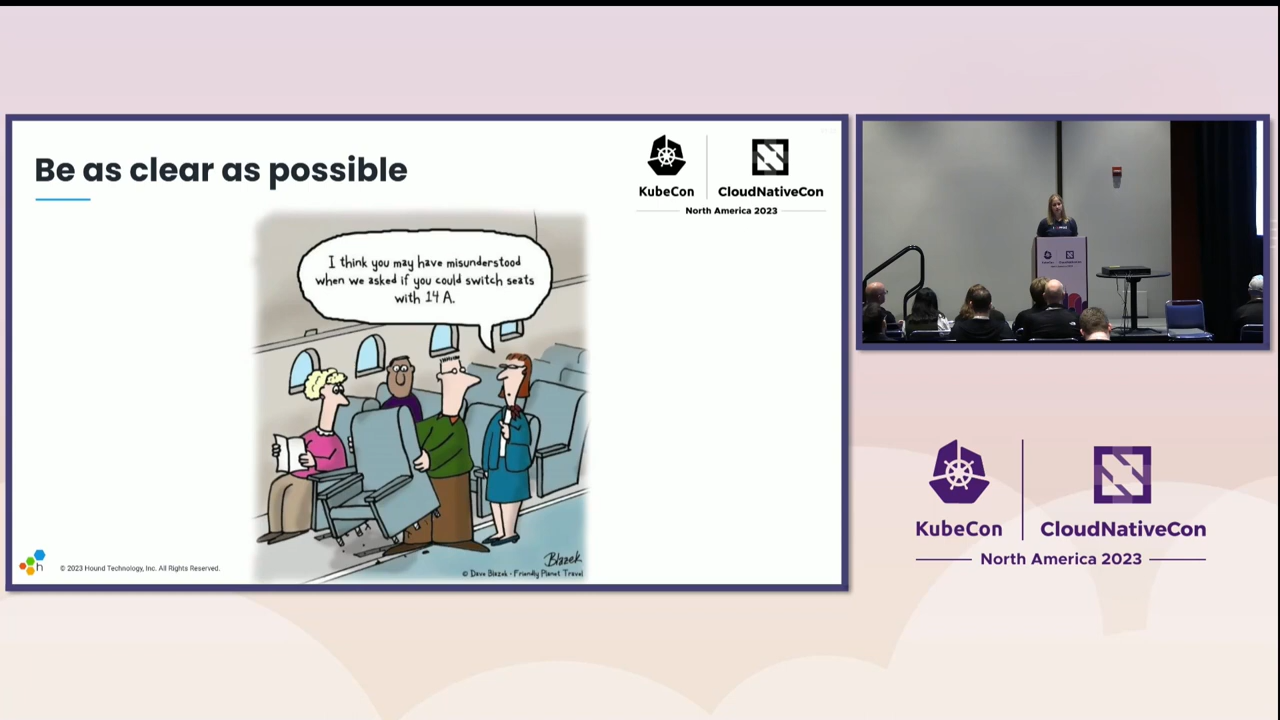 Be as clear as possible
KubeCon
CloudNativeCon
North America 2023
I think you may have misunderstood
when we asked if you could switch seats
with 14 A.
Blazek
© Dave Blazek - Friendly Planet Travel
h
© 2023 Hound Technology, Inc. All Rights Reserved.
KubeCon
CloudNativeCon
North America 2023